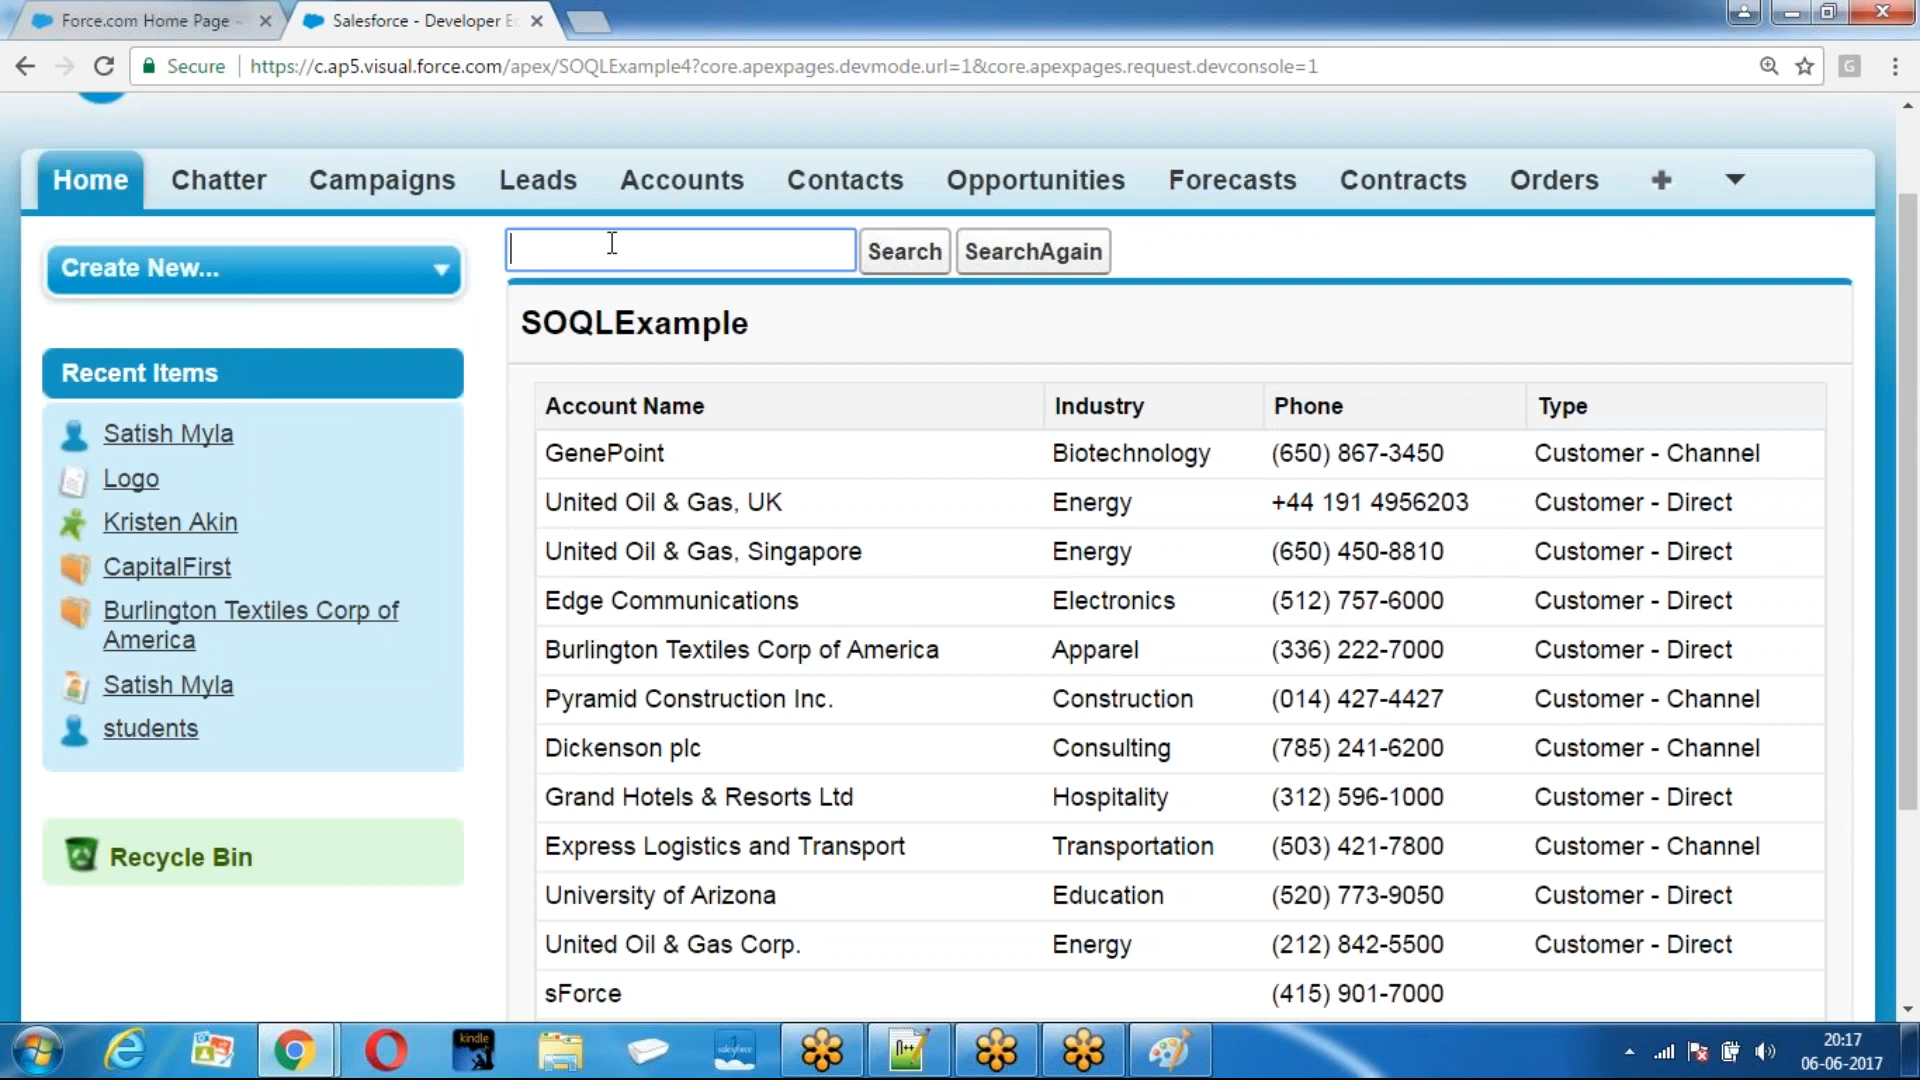 Force.com Home Page -
Salesforce - Developer E
Secure
https://c.ap5.visual.force.com/apex/SOQLExample4?core.apexpages.devmode.url=1&core.apexpages.request.devconsole=1
G
Home Chatter Campaigns Leads Accounts Contacts Opportunities Forecasts Contracts Orders
Search SearchAgain
Create New...
Recent Items
Satish Myla
Logo
Kristen Akin
CapitalFirst
Burlington Textiles Corp of
America
Satish Myla
students
Recycle Bin
SOQLExample
Account Name Industry Phone Type
GenePoint Biotechnology (650) 867-3450 Customer - Channel
United Oil & Gas, UK Energy +44 191 4956203 Customer - Direct
United Oil & Gas, Singapore Energy (650) 450-8810 Customer - Direct
Edge Communications Electronics (512) 757-6000 Customer - Direct
Burlington Textiles Corp of America Apparel (336) 222-7000 Customer - Direct
Pyramid Construction Inc. Construction (014) 427-4427 Customer - Channel
Dickenson plc Consulting (785) 241-6200 Customer - Channel
Grand Hotels & Resorts Ltd Hospitality (312) 596-1000 Customer - Direct
Express Logistics and Transport Transportation (503) 421-7800 Customer - Channel
University of Arizona Education (520) 773-9050 Customer - Direct
United Oil & Gas Corp. Energy (212) 842-5500 Customer - Direct
sForce (415) 901-7000
kindle
salesforce
20:17
06-06-2017